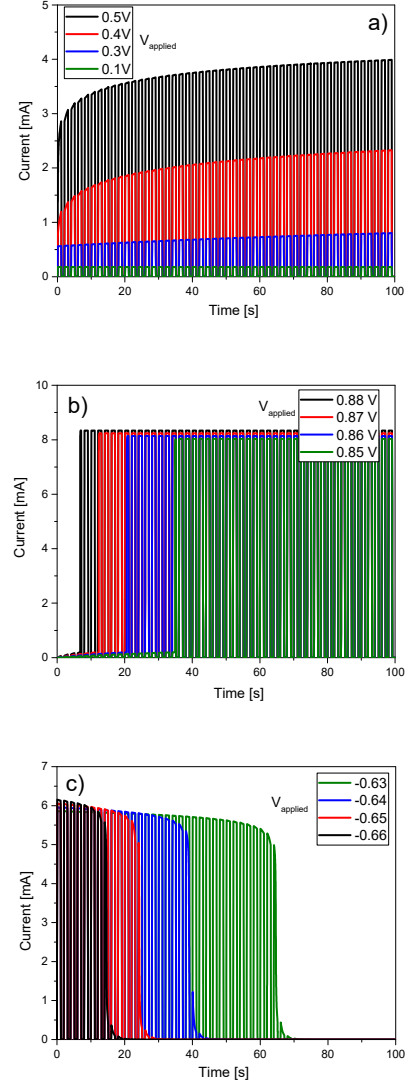 a)
0.5V
0.4V
0.3V
0.1V
V applied
5
4
3
2
1
0
Current [mA]
0 20 40 60 80 100
Time [s]
b)
V applied
0.88 V
0.87 V
0.86 V
0.85 V
10
8
6
4
2
0
Current [mA]
0 20 40 60 80 100
Time [s]
c)
V applied
-0.63
-0.64
-0.65
-0.66
7
6
5
4
3
2
1
0
Current [mA]
0 20 40 60 80 100
Time [s]